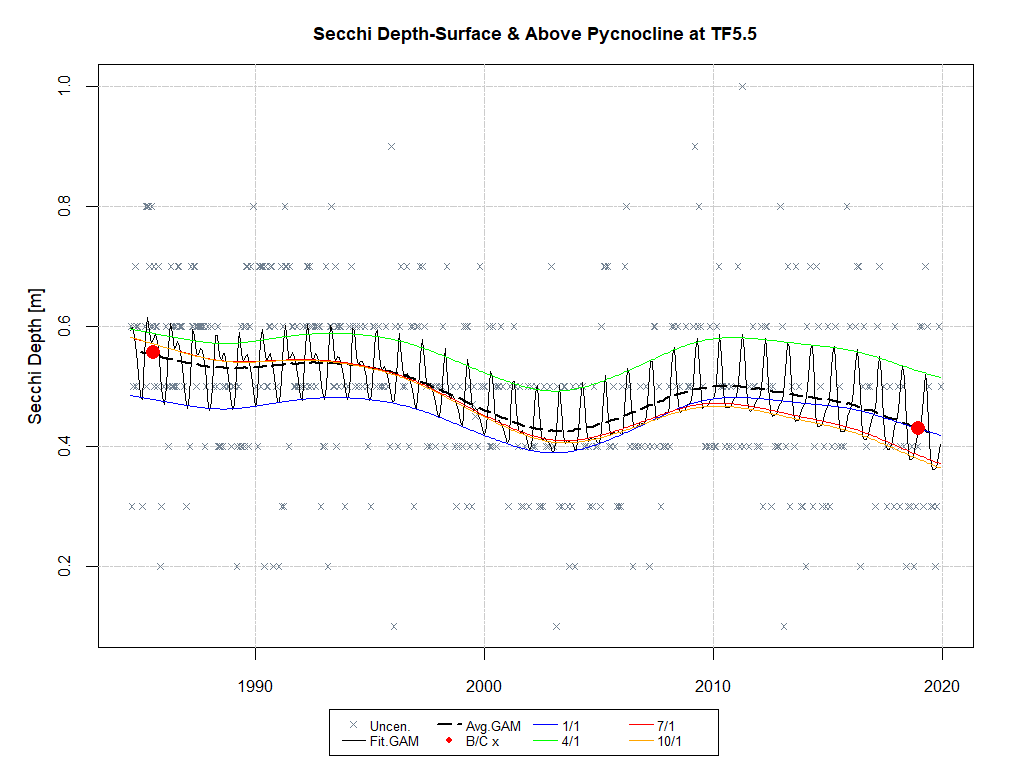 Secchi Depth-Surface & Above Pycnocline at TF5.5
Secchi Depth [m]
1.0
0.8
0.6
0.4
0.2
1990 2000 2010 2020
Uncen. Avg.GAM 1/1 7/1
Fit.GAM B/C x 4/1 10/1